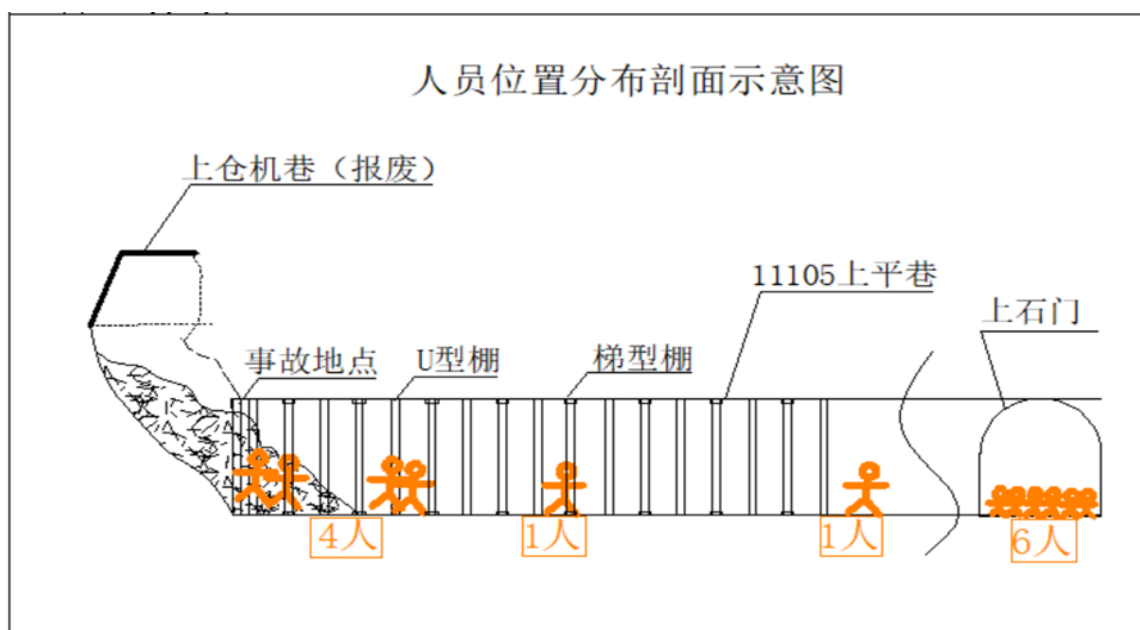 人员位置分布剖面示意图
上仓机巷（报废）
11105上平巷
上石门
事故地点
U型棚
梯型棚
4人
1人
1人
6人